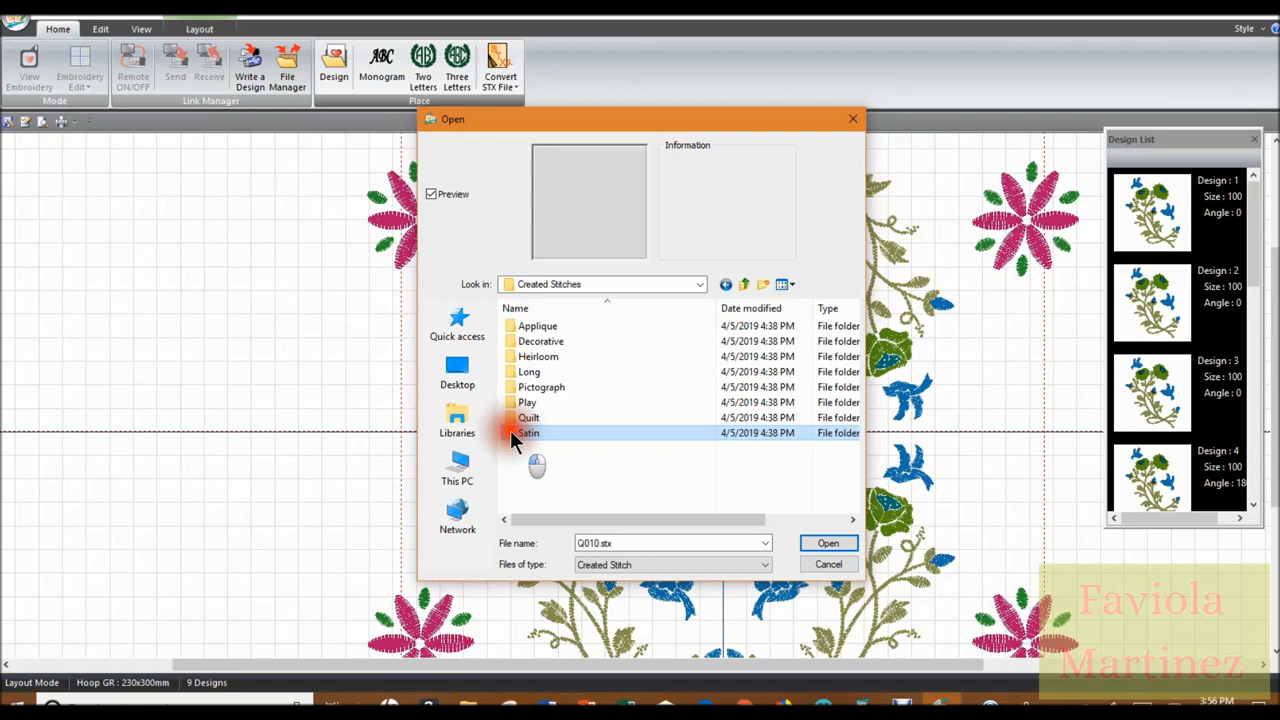 Home Edit View Layout Style
View Embroidery
Embroidery Edit
Mode
Remote ON/OFF
Send
Receive
Write a Design
File Manager
Link Manager
Design
ABC
Monogram
Two Letters
Three Letters
Convert STX File
Place
Open
Preview
Information
Look in: Created Stitches
Name Date modified Type
Applique 4/5/2019 4:38 PM File folder
Decorative 4/5/2019 4:38 PM File folder
Heirloom 4/5/2019 4:38 PM File folder
Long 4/5/2019 4:38 PM File folder
Pictograph 4/5/2019 4:38 PM File folder
Play 4/5/2019 4:38 PM File folder
Quilt 4/5/2019 4:38 PM File folder
Satin 4/5/2019 4:38 PM File folder
Quick access
Desktop
Libraries
This PC
Network
File name: Q010.stx Open
Files of type: Created Stitch Cancel
Design List
Design : 1
Size : 100
Angle : 0
Design : 2
Size : 100
Angle : 0
Design : 3
Size : 100
Angle : 0
Design : 4
Size : 100
Angle : 18
Faviola
Martinez
Layout Mode Hoop GR : 230x300mm 9 Designs
3:56 PM